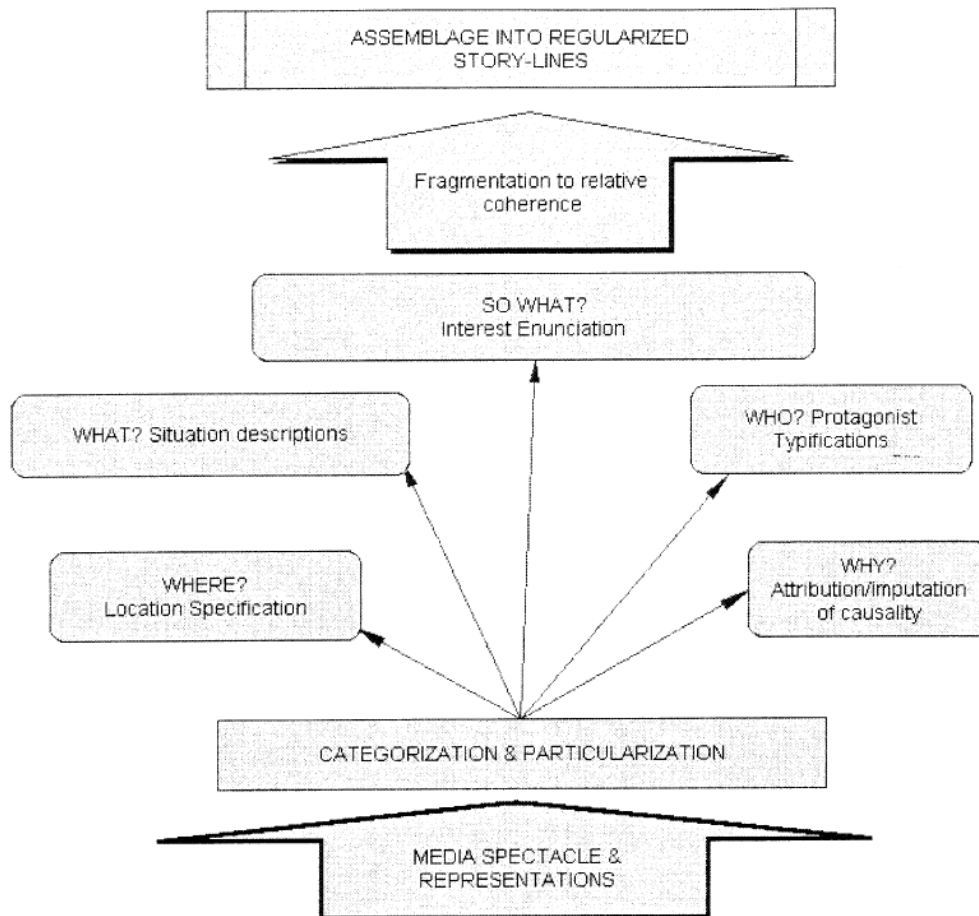 ASSEMBLAGE INTO REGULARIZED
STORY-LINES
Fragmentation to relative
coherence
SO WHAT?
Interest Enunciation
WHAT? Situation descriptions
WHO? Protagonist
Typifications
WHERE?
Location Specification
WHY?
Attribution/imputation
of causality
CATEGORIZATION & PARTICULARIZATION
MEDIA SPECTACLE &
REPRESENTATIONS